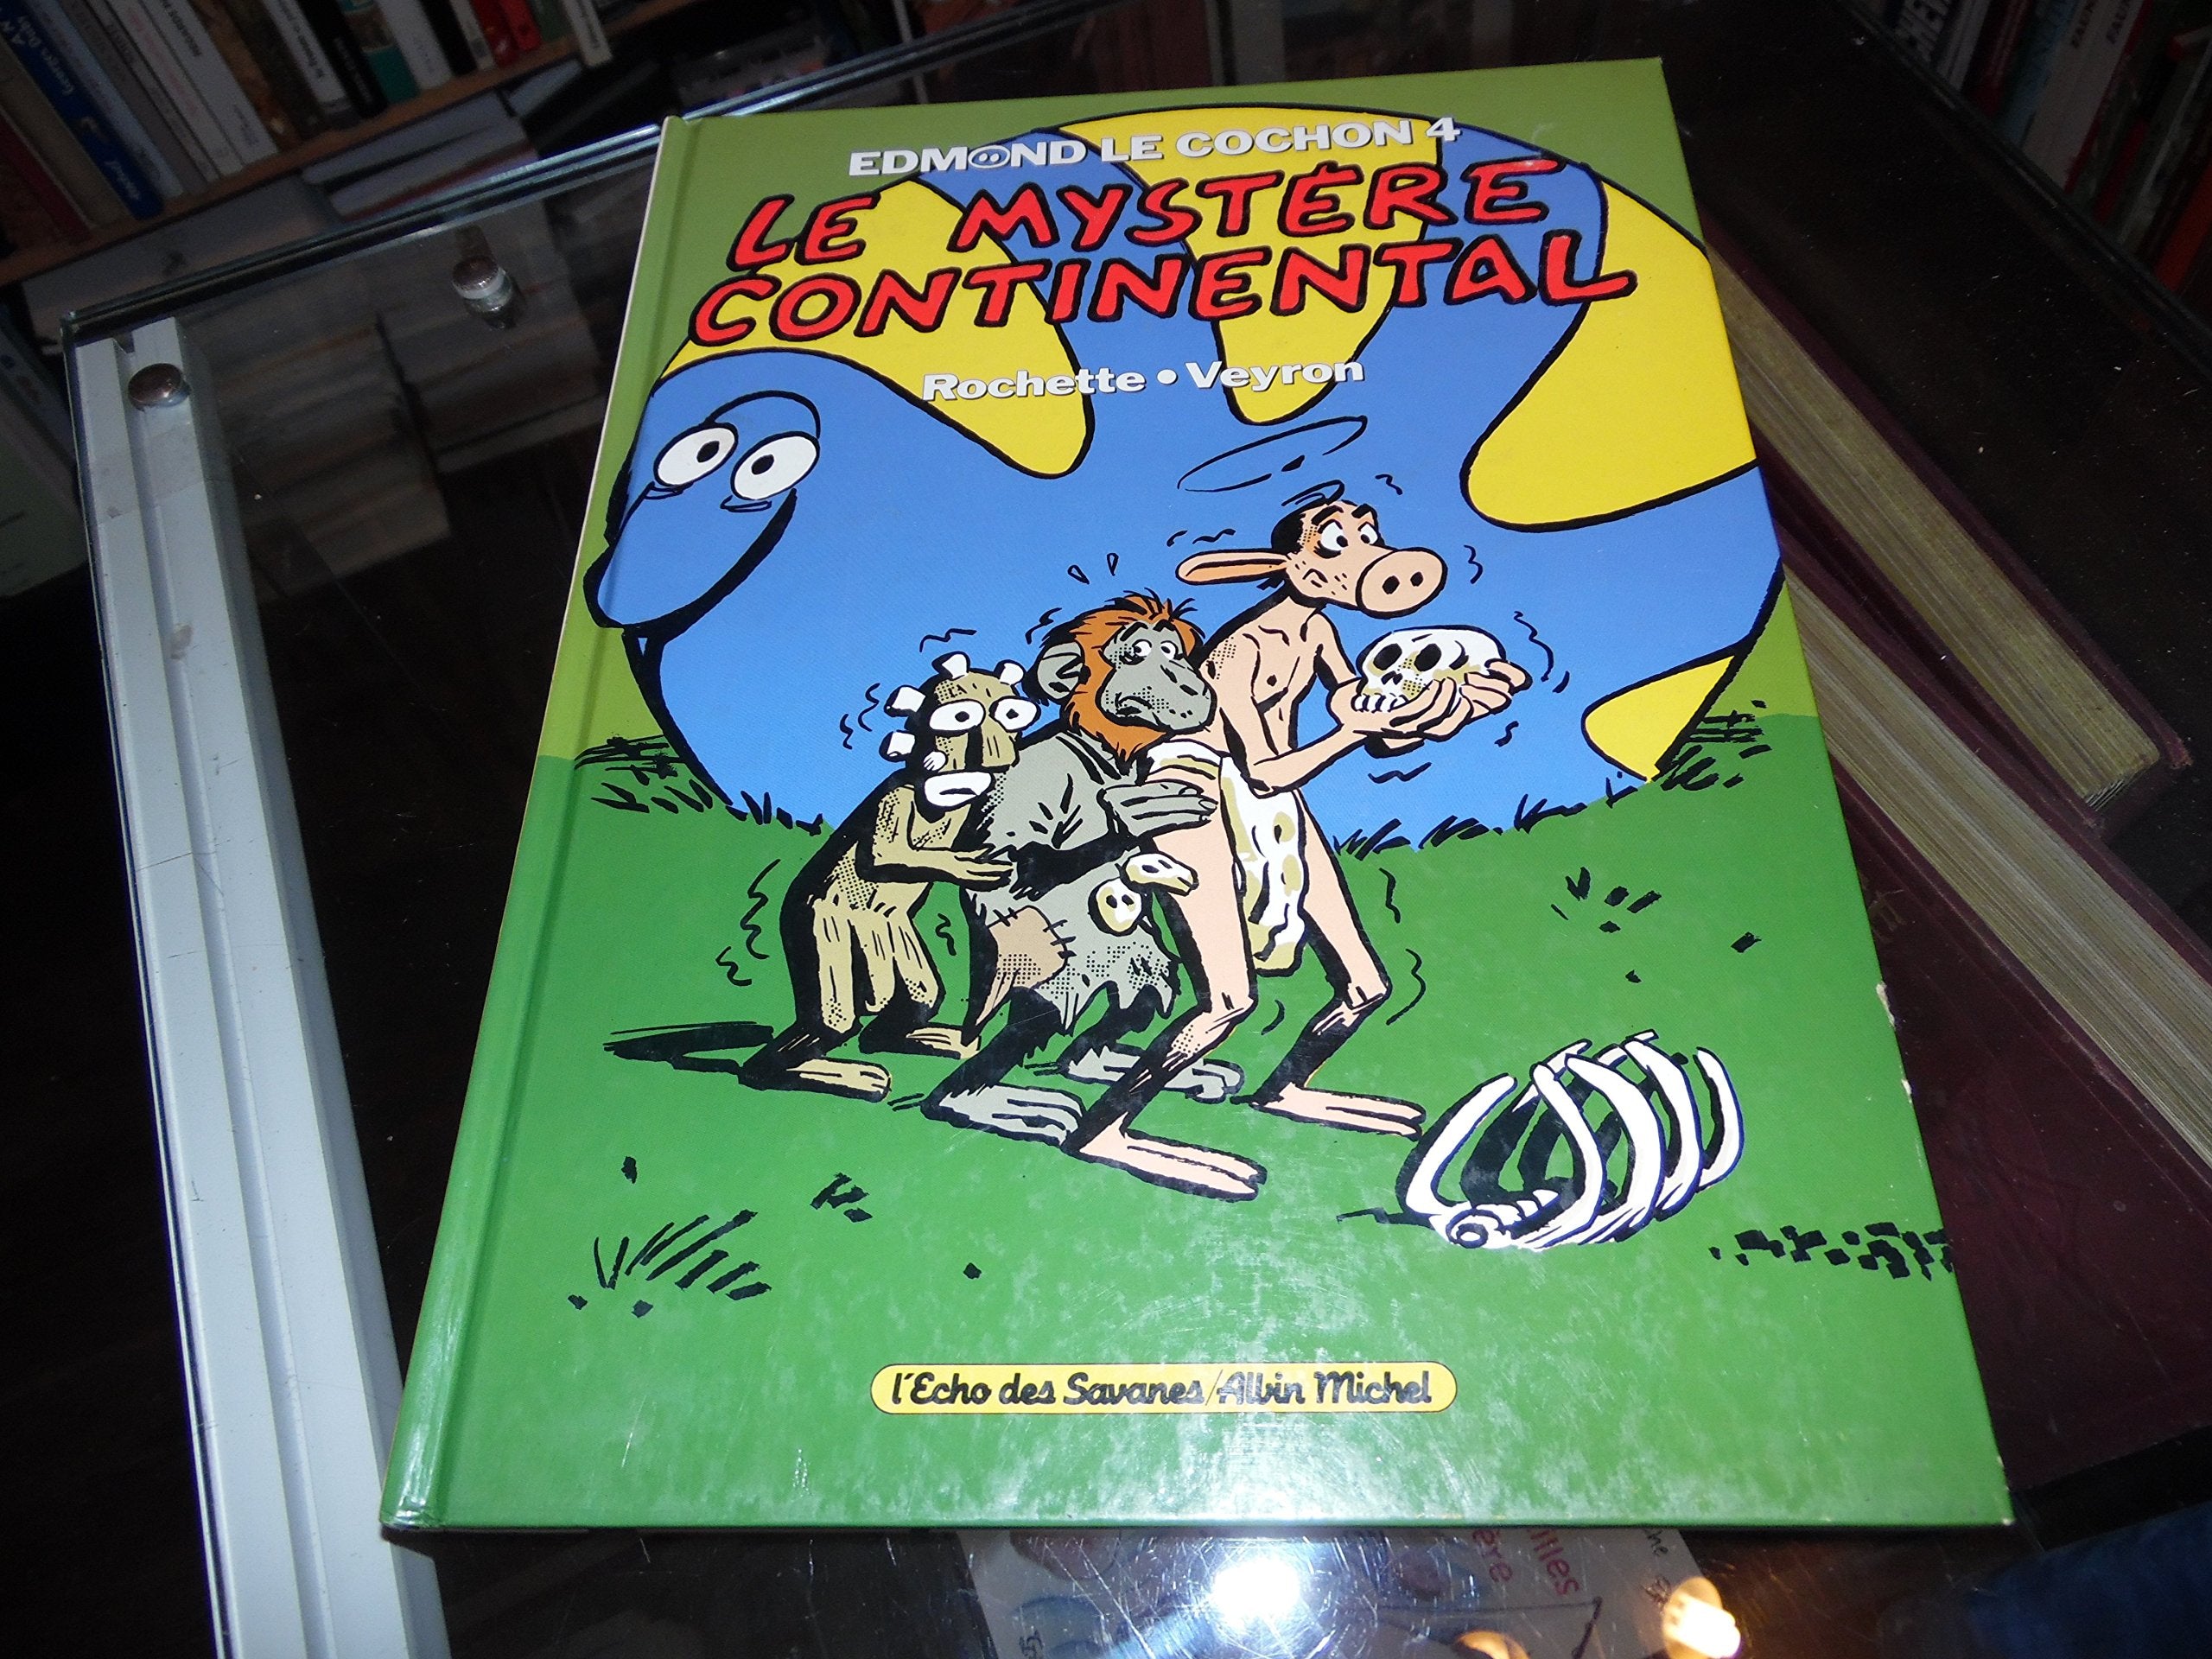 EDMOND LE COCHON 4
LE MYSTÈRE
CONTINENTAL
Rochette • Veyron
l'Echo des Savanes/Albin Michel